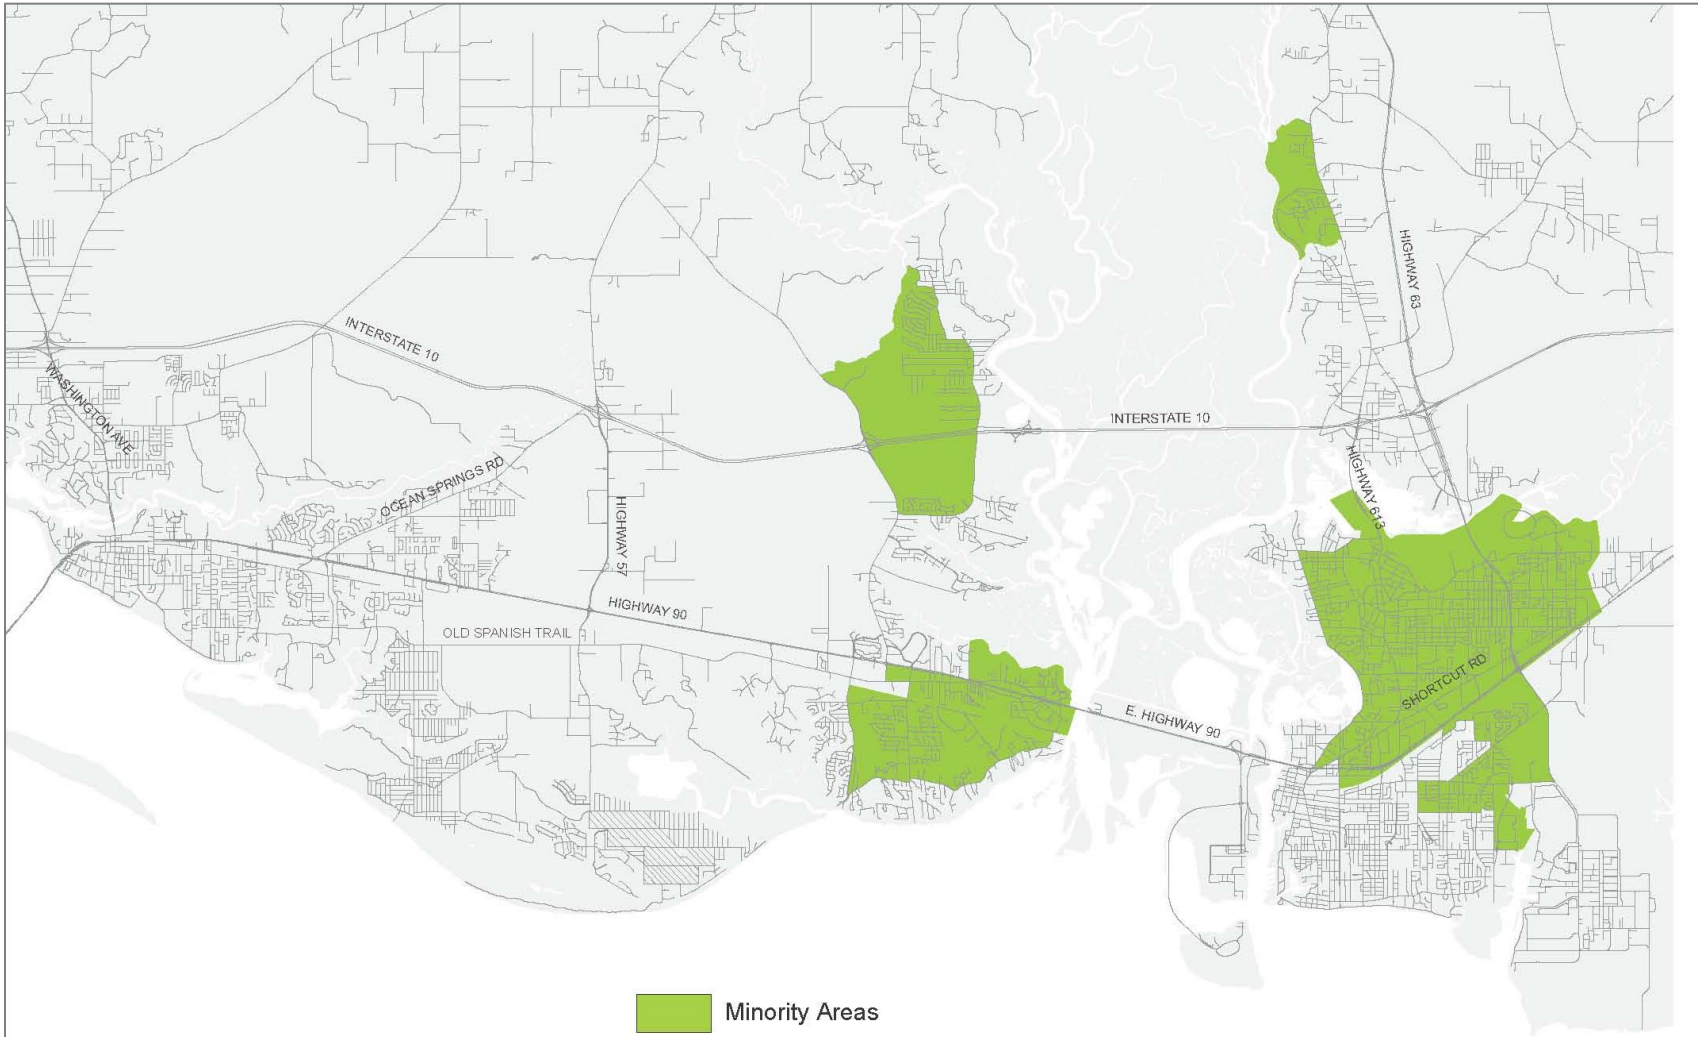 HIGHWAY 63
INTERSTATE 10
WASHINGTON AVE
INTERSTATE 10
OCEAN SPRINGS RD
HIGHWAY 613
HIGHWAY 57
HIGHWAY 90
OLD SPANISH TRAIL
SHORTCUT RD
E. HIGHWAY 90
Minority Areas